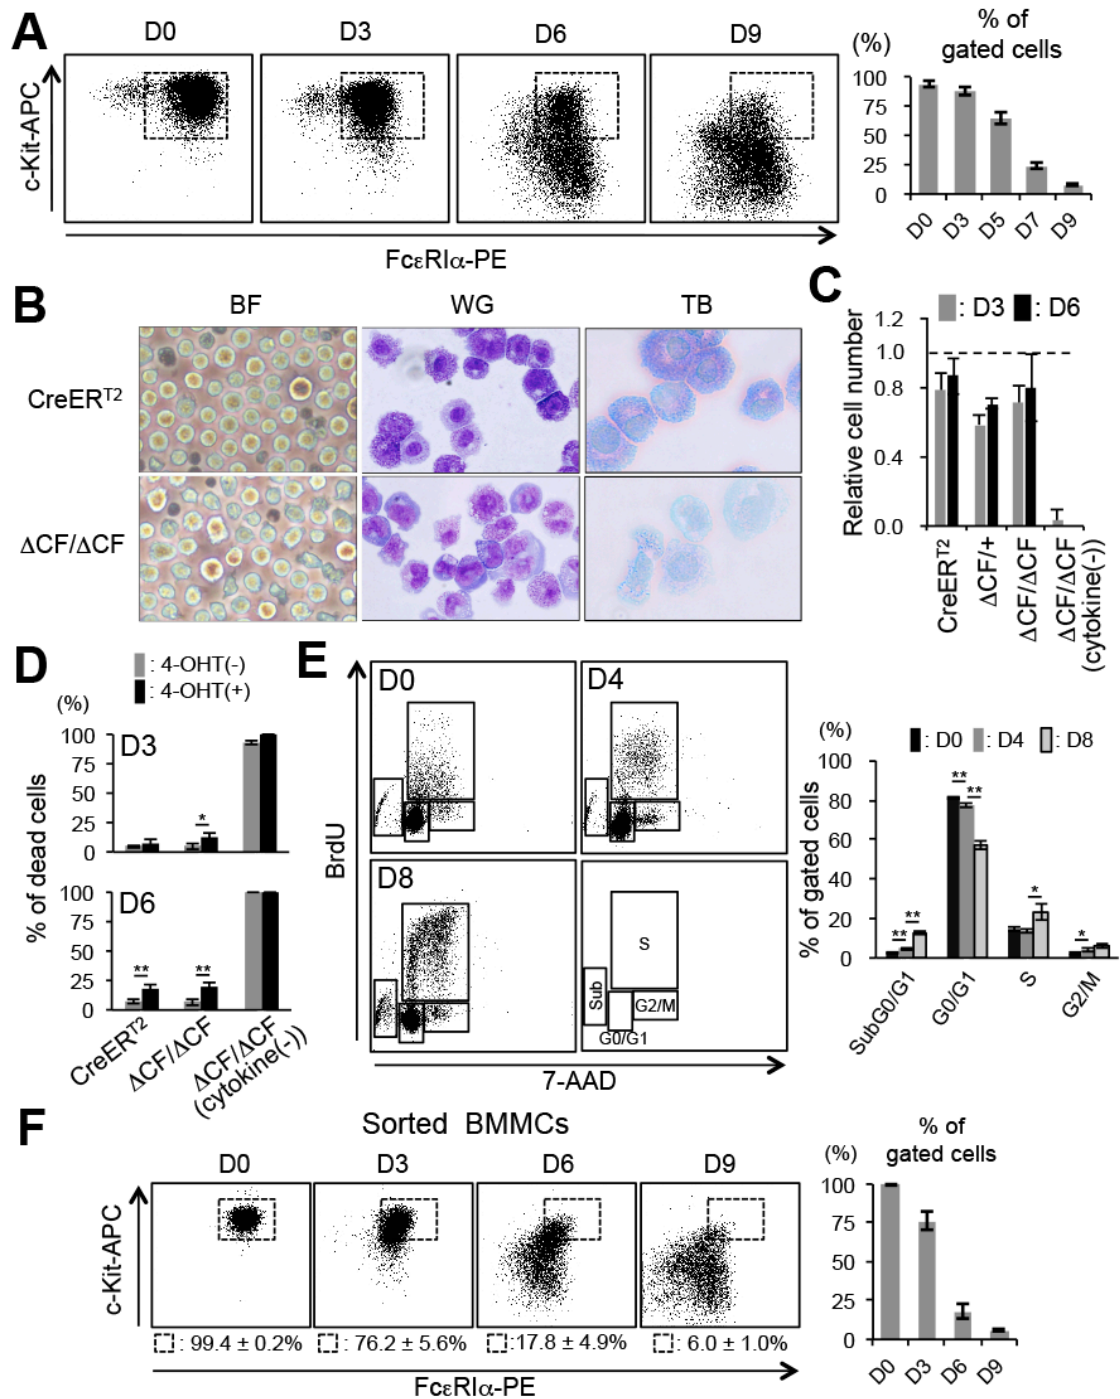 A
D0
D3
D6
D9
c-Kit-APC
FcεRIα-PE
% of
gated cells
(%)
100
75
50
25
0
D0
D3
D5
D7
D9
B
BF
WG
TB
CreERT2
ΔCF/ΔCF
C
: D3
: D6
Relative cell number
1.2
1.0
0.8
0.4
0.0
CreERT2
ΔCF/+
ΔCF/ΔCF
ΔCF/ΔCF
(cytokine(-))
D
: 4-OHT(-)
: 4-OHT(+)
(%)
% of dead cells
D3
100
75
50
25
0
*
D6
100
75
50
25
0
**
**
CreERT2
ΔCF/ΔCF
ΔCF/ΔCF
(cytokine(-))
E
D0
D4
D8
BrdU
7-AAD
S
Sub
G2/M
G0/G1
(%)
: D0
: D4
: D8
% of gated cells
100
80
60
40
20
0
**
**
**
**
*
*
SubG0/G1
G0/G1
S
G2/M
F
Sorted BMMCs
D0
D3
D6
D9
c-Kit-APC
: 99.4 ± 0.2%
: 76.2 ± 5.6%
:17.8 ± 4.9%
: 6.0 ± 1.0%
FcεRIα-PE
% of
gated cells
(%)
100
75
50
25
0
D0
D3
D6
D9